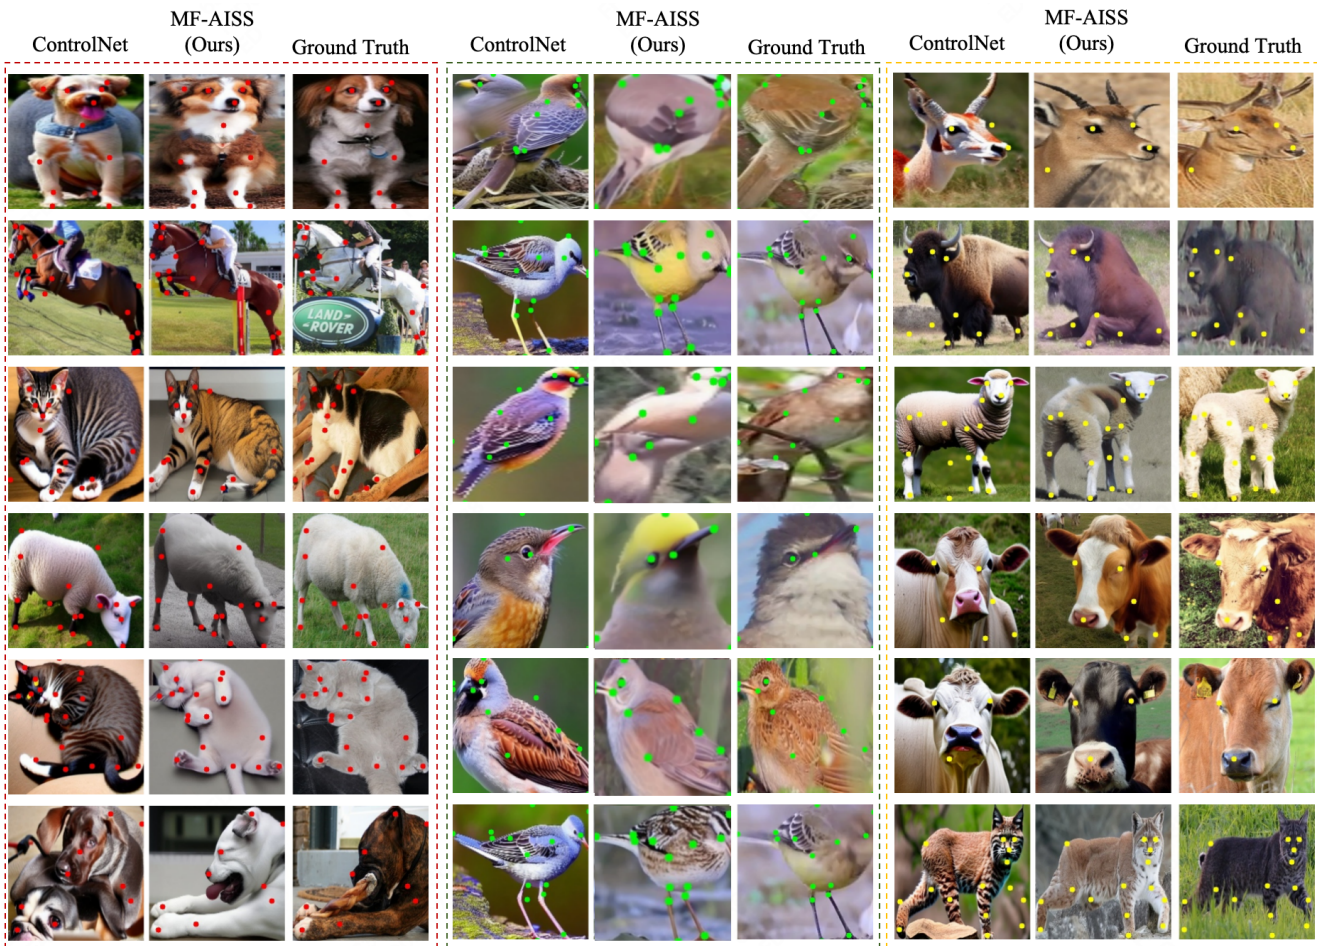 ControlNet
MF-AISS
(Ours)
Ground Truth
ControlNet
MF-AISS
(Ours)
Ground Truth
ControlNet
MF-AISS
(Ours)
Ground Truth
LAND-
-ROVER